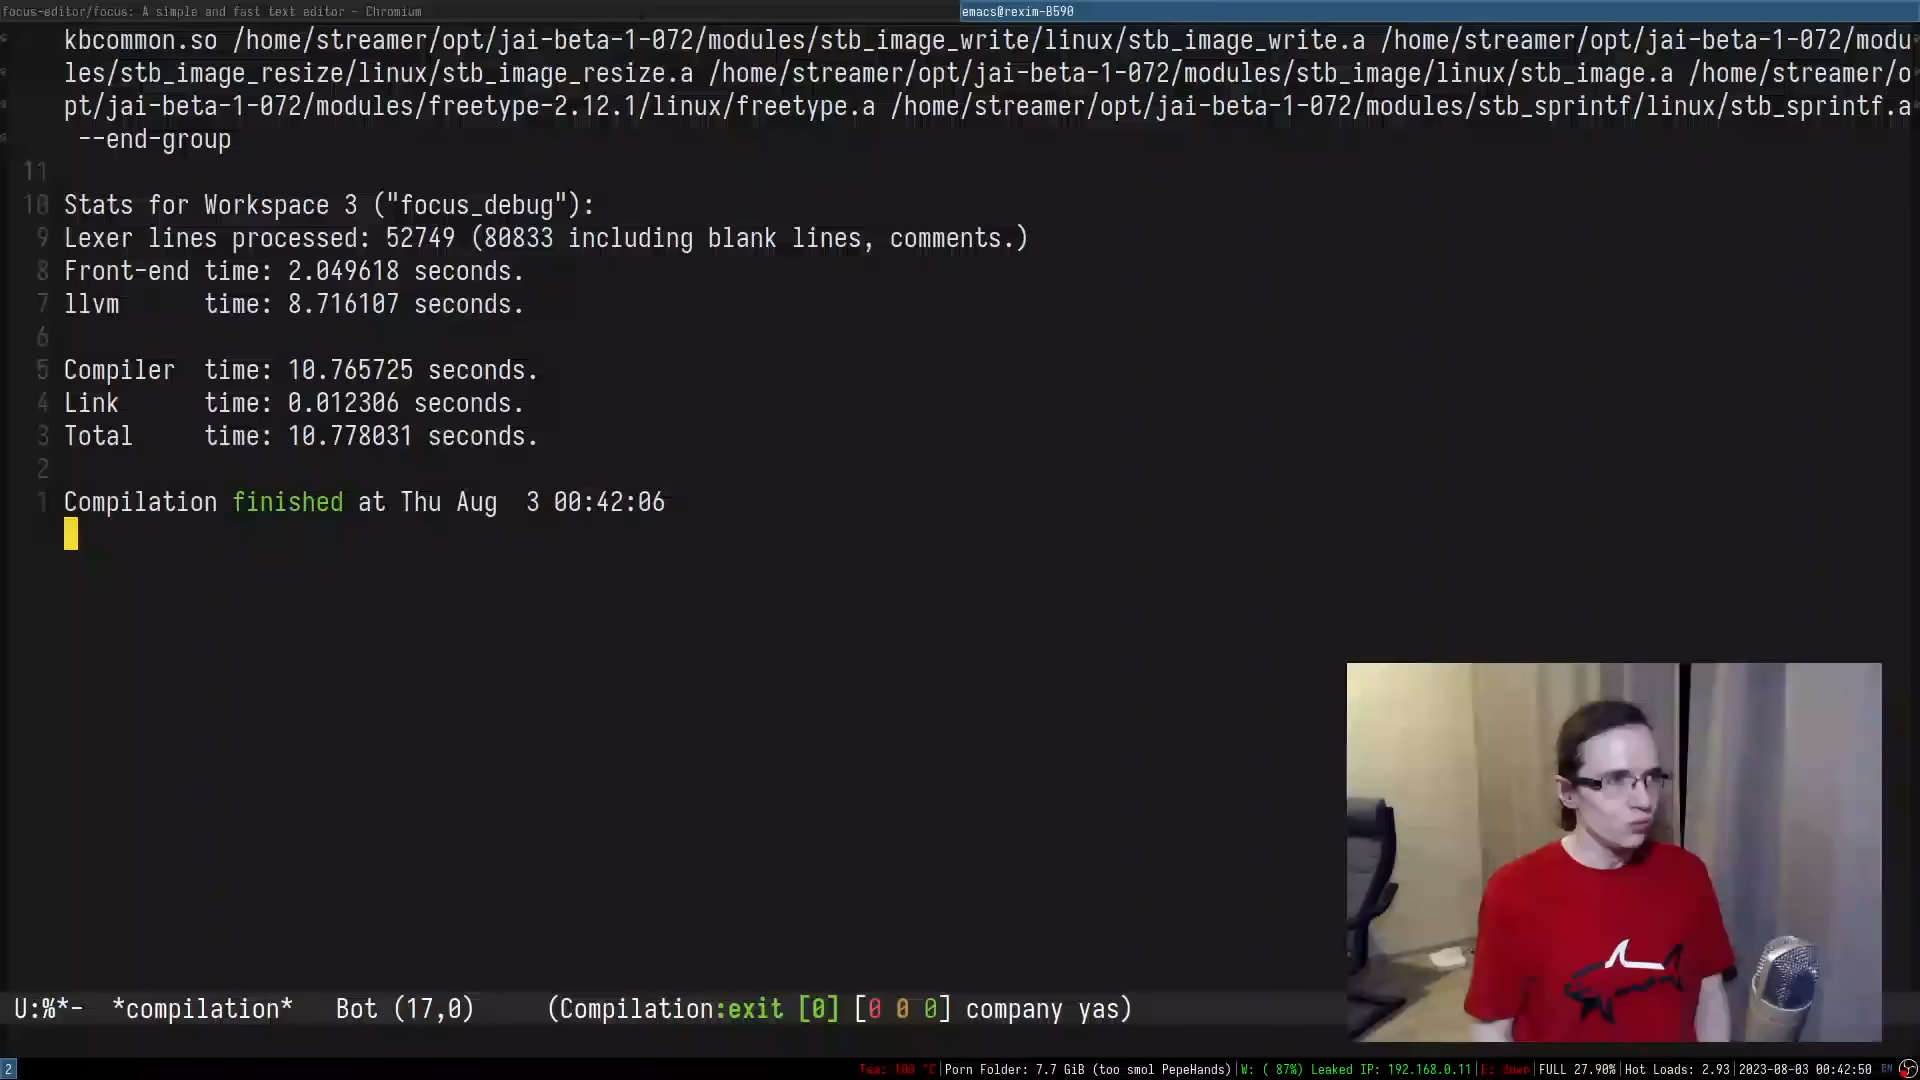 focus-editor/focus: A simple and fast text editor - Chromium
emacs@rexim-B590
kbcommon.so /home/streamer/opt/jai-beta-1-072/modules/stb_image_write/linux/stb_image_write.a /home/streamer/opt/jai-beta-1-072/modu
les/stb_image_resize/linux/stb_image_resize.a /home/streamer/opt/jai-beta-1-072/modules/stb_image/linux/stb_image.a /home/streamer/o
pt/jai-beta-1-072/modules/freetype-2.12.1/linux/freetype.a /home/streamer/opt/jai-beta-1-072/modules/stb_sprintf/linux/stb_sprintf.a
--end-group
11
10 Stats for Workspace 3 ("focus_debug"):
9 Lexer lines processed: 52749 (80833 including blank lines, comments.)
8 Front-end time: 2.049618 seconds.
7 llvm time: 8.716107 seconds.
6
5 Compiler time: 10.765725 seconds.
4 Link time: 0.012306 seconds.
3 Total time: 10.778031 seconds.
2
1 Compilation finished at Thu Aug 3 00:42:06
U:%*- *compilation* Bot (17,0) (Compilation:exit [0] [0 0 0] company yas)
2 Tea: 100 °C|Porn Folder: 7.7 GiB (too smol PepeHands)|W: ( 87%) Leaked IP: 192.168.0.11|E: down|FULL 27.90%|Hot Loads: 2.93|2023-08-03 00:42:50 EN